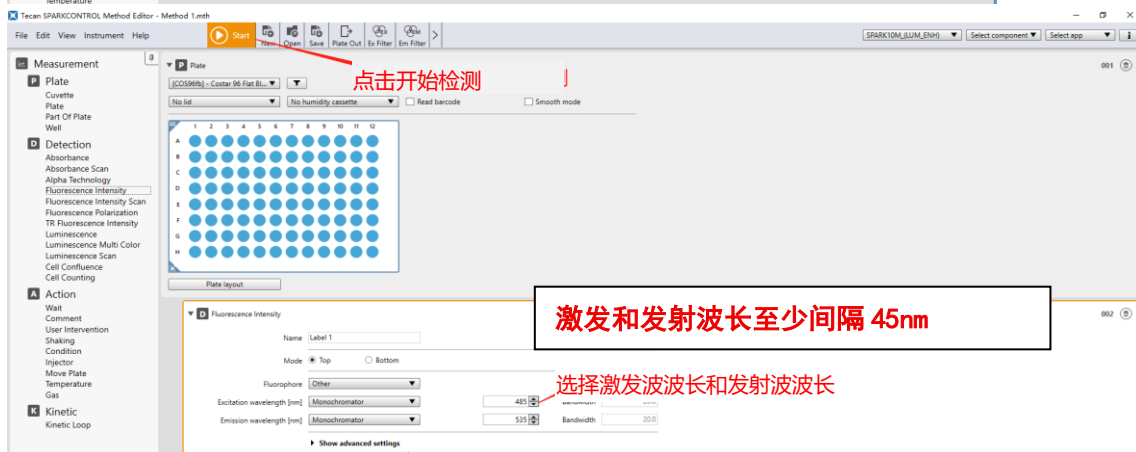 Temperature
Tecan SPARKCONTROL Method Editor - Method 1.mth
File Edit View Instrument Help
Start New Open Save Plate Out Ex Filter Em Filter
SPARK10M_(LUM_ENH) Select component Select app i
Measurement
P Plate
Cuvette
Plate
Part Of Plate
Well
D Detection
Absorbance
Absorbance Scan
Alpha Technology
Fluorescence Intensity
Fluorescence Intensity Scan
Fluorescence Polarization
TR Fluorescence Intensity
Luminescence
Luminescence Multi Color
Luminescence Scan
Cell Confluence
Cell Counting
A Action
Wait
Comment
User Intervention
Shaking
Condition
Injector
Move Plate
Temperature
Gas
K Kinetic
Kinetic Loop
P Plate 001
点击开始检测
[COS96fb] - Costar 96 Flat Bl...
No lid No humidity cassette Read barcode Smooth mode
1 2 3 4 5 6 7 8 9 10 11 12
A
B
C
D
E
F
G
H
Plate layout
D Fluorescence Intensity 002
激发和发射波长至少间隔 45nm
Name Label 1
Mode Top Bottom
选择激发波波长和发射波波长
Fluorophore Other
Excitation wavelength [nm] Monochromator 485
Emission wavelength [nm] Monochromator 535 Bandwidth 20.0
Show advanced settings